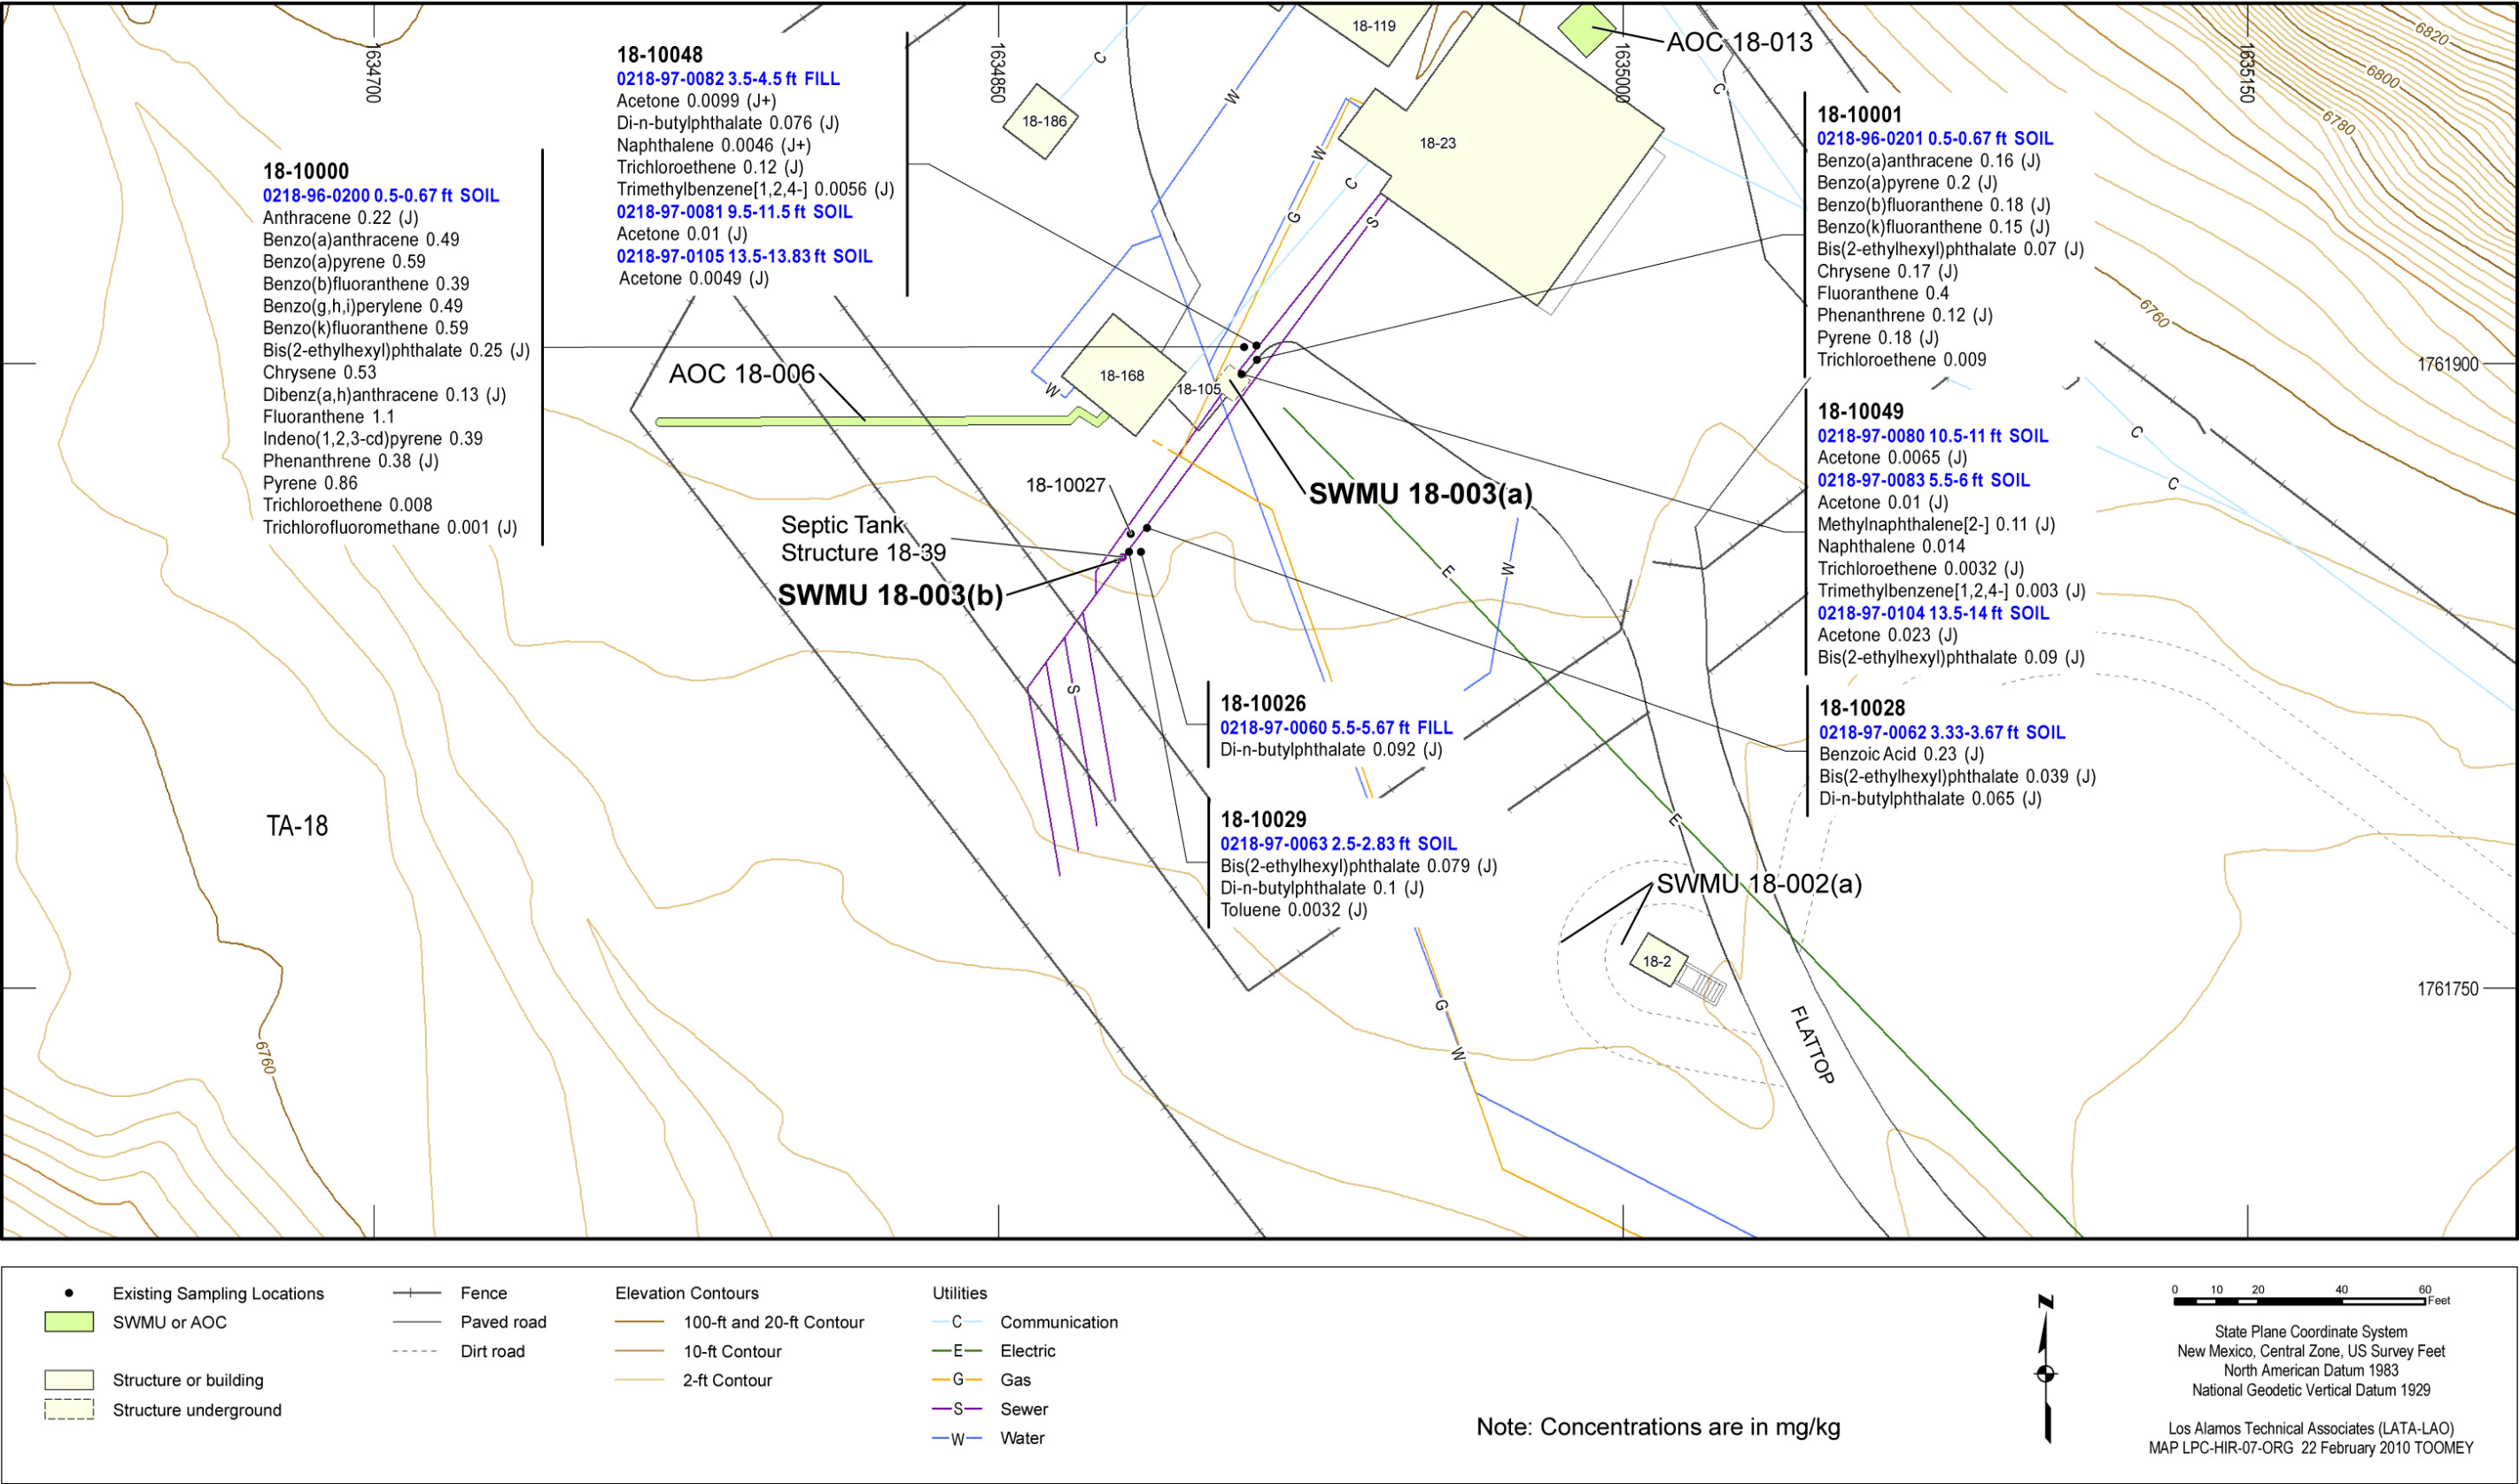 1634700
1634850
1635000
1635150
6820
6800
6780
6760
18-119
AOC 18-013
18-23
18-186
18-10048
0218-97-0082 3.5-4.5 ft FILL
Acetone 0.0099 (J+)
Di-n-butylphthalate 0.076 (J)
Naphthalene 0.0046 (J+)
Trichloroethene 0.12 (J)
Trimethylbenzene[1,2,4-] 0.0056 (J)
0218-97-0081 9.5-11.5 ft SOIL
Acetone 0.01 (J)
0218-97-0105 13.5-13.83 ft SOIL
Acetone 0.0049 (J)
18-10000
0218-96-0200 0.5-0.67 ft SOIL
Anthracene 0.22 (J)
Benzo(a)anthracene 0.49
Benzo(a)pyrene 0.59
Benzo(b)fluoranthene 0.39
Benzo(g,h,i)perylene 0.49
Benzo(k)fluoranthene 0.59
Bis(2-ethylhexyl)phthalate 0.25 (J)
Chrysene 0.53
Dibenz(a,h)anthracene 0.13 (J)
Fluoranthene 1.1
Indeno(1,2,3-cd)pyrene 0.39
Phenanthrene 0.38 (J)
Pyrene 0.86
Trichloroethene 0.008
Trichlorofluoromethane 0.001 (J)
18-10001
0218-96-0201 0.5-0.67 ft SOIL
Benzo(a)anthracene 0.16 (J)
Benzo(a)pyrene 0.2 (J)
Benzo(b)fluoranthene 0.18 (J)
Benzo(k)fluoranthene 0.15 (J)
Bis(2-ethylhexyl)phthalate 0.07 (J)
Chrysene 0.17 (J)
Fluoranthene 0.4
Phenanthrene 0.12 (J)
Pyrene 0.18 (J)
Trichloroethene 0.009
1761900
AOC 18-006
18-168
18-105
C
C
C
C
C
W
W
W
W
G
S
S
E
E
G
W
18-10049
0218-97-0080 10.5-11 ft SOIL
Acetone 0.0065 (J)
0218-97-0083 5.5-6 ft SOIL
Acetone 0.01 (J)
Methylnaphthalene[2-] 0.11 (J)
Naphthalene 0.014
Trichloroethene 0.0032 (J)
Trimethylbenzene[1,2,4-] 0.003 (J)
0218-97-0104 13.5-14 ft SOIL
Acetone 0.023 (J)
Bis(2-ethylhexyl)phthalate 0.09 (J)
18-10027
SWMU 18-003(a)
Septic Tank
Structure 18-39
SWMU 18-003(b)
18-10026
0218-97-0060 5.5-5.67 ft FILL
Di-n-butylphthalate 0.092 (J)
18-10028
0218-97-0062 3.33-3.67 ft SOIL
Benzoic Acid 0.23 (J)
Bis(2-ethylhexyl)phthalate 0.039 (J)
Di-n-butylphthalate 0.065 (J)
18-10029
0218-97-0063 2.5-2.83 ft SOIL
Bis(2-ethylhexyl)phthalate 0.079 (J)
Di-n-butylphthalate 0.1 (J)
Toluene 0.0032 (J)
TA-18
SWMU 18-002(a)
18-2
1761750
FLATTOP
6760
Existing Sampling Locations
SWMU or AOC
Structure or building
Structure underground
Fence
Paved road
Dirt road
Elevation Contours
100-ft and 20-ft Contour
10-ft Contour
2-ft Contour
Utilities
C Communication
E Electric
G Gas
S Sewer
W Water
Note: Concentrations are in mg/kg
N
0 10 20 40 60
Feet
State Plane Coordinate System
New Mexico, Central Zone, US Survey Feet
North American Datum 1983
National Geodetic Vertical Datum 1929
Los Alamos Technical Associates (LATA-LAO)
MAP LPC-HIR-07-ORG 22 February 2010 TOOMEY